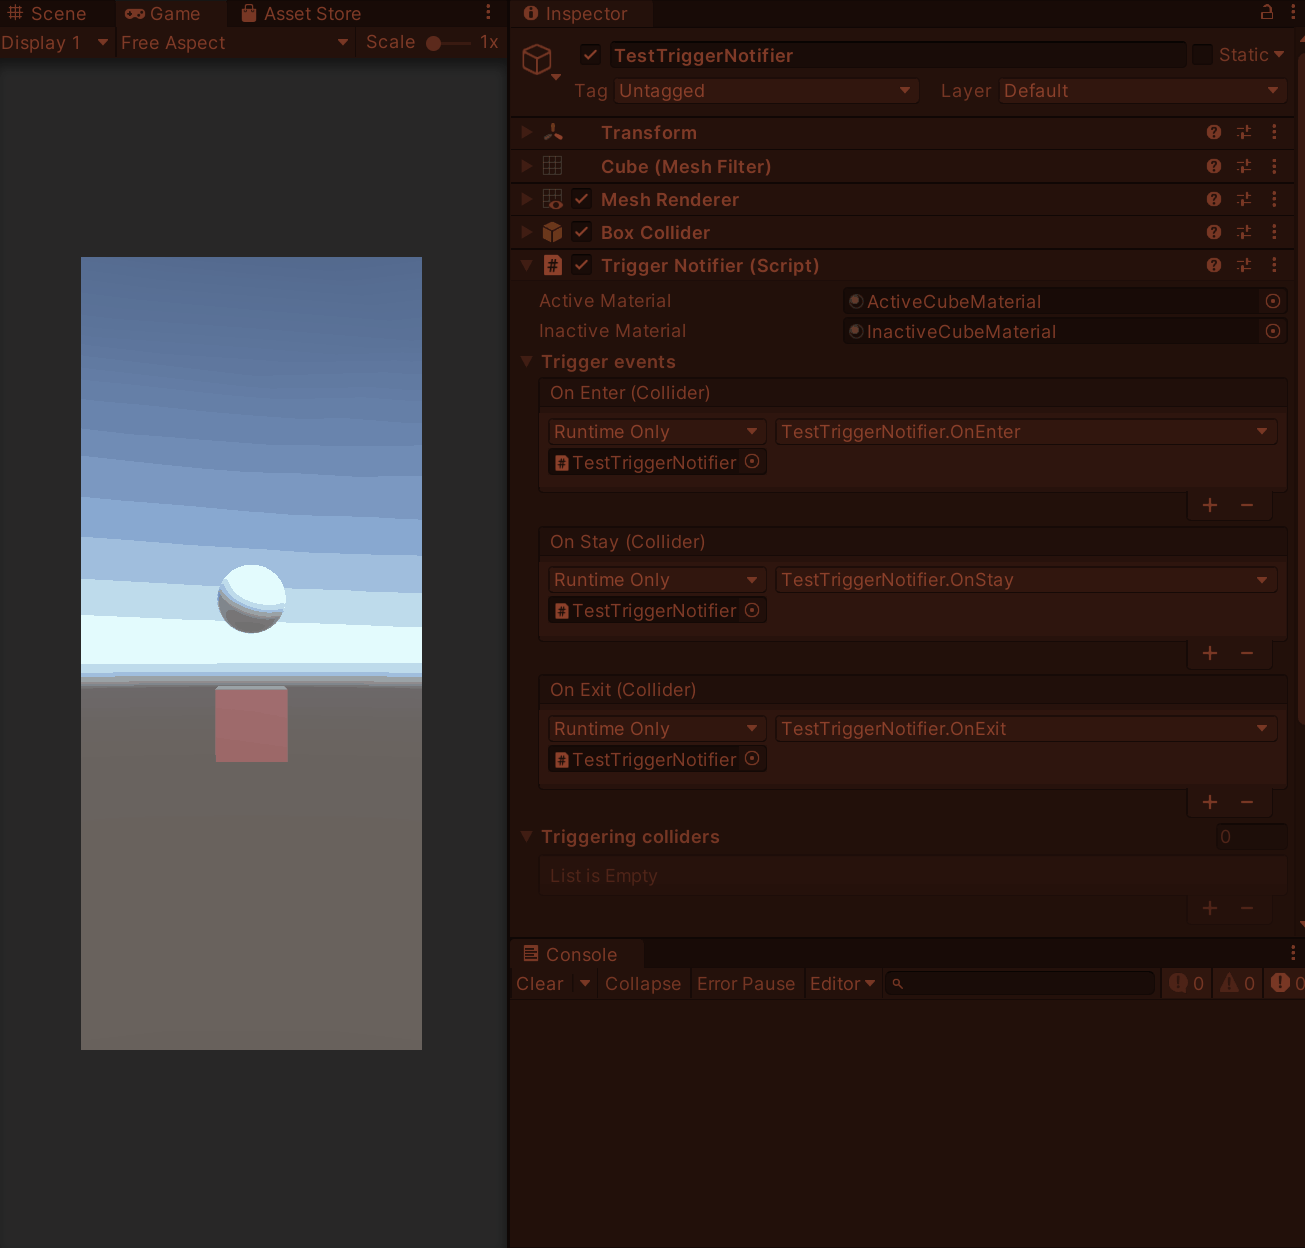 Scene Game Asset Store
Display 1 Free Aspect Scale 1x
Inspector
TestTriggerNotifier Static
Tag Untagged Layer Default
Transform
Cube (Mesh Filter)
Mesh Renderer
Box Collider
# Trigger Notifier (Script)
Active Material ActiveCubeMaterial
Inactive Material InactiveCubeMaterial
Trigger events
On Enter (Collider)
Runtime Only TestTriggerNotifier.OnEnter
# TestTriggerNotifier
+ −
On Stay (Collider)
Runtime Only TestTriggerNotifier.OnStay
# TestTriggerNotifier
+ −
On Exit (Collider)
Runtime Only TestTriggerNotifier.OnExit
# TestTriggerNotifier
+ −
Triggering colliders 0
List is Empty
+ −
Console
Clear Collapse Error Pause Editor 0 0 0